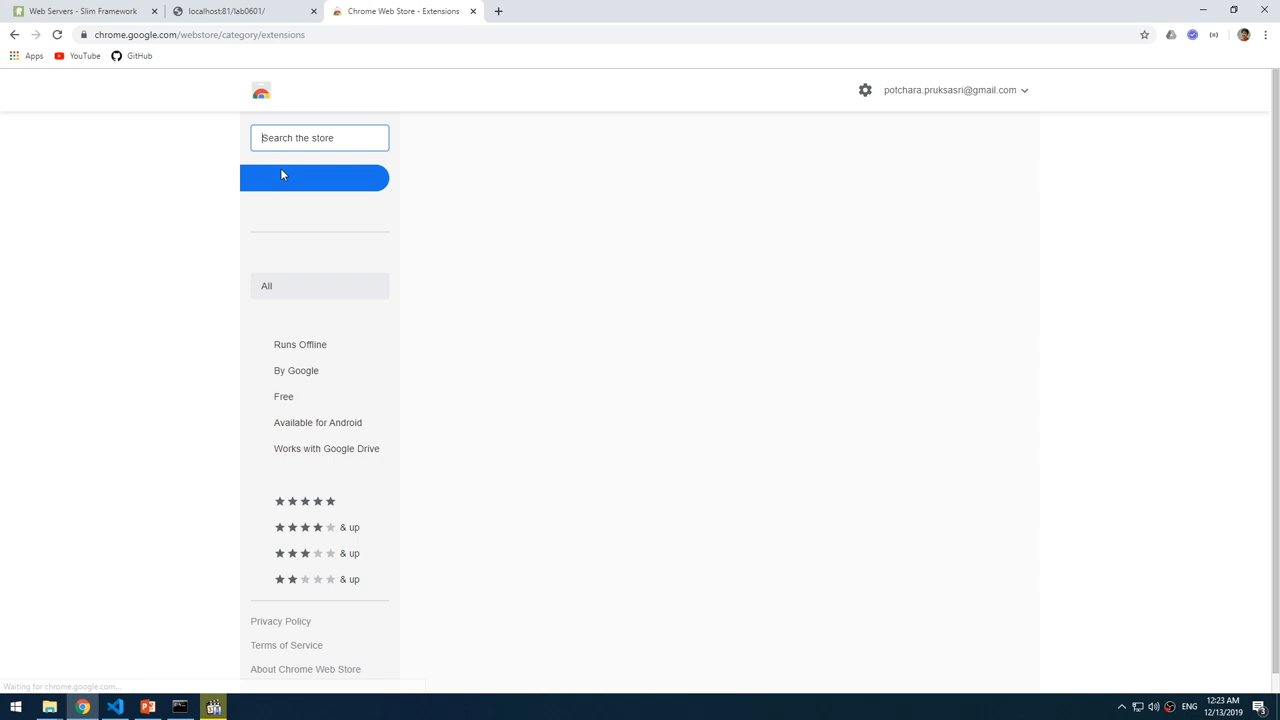 Web Servers - Slim Framework
localhost:81/lab0601/
Chrome Web Store - Extensions
chrome.google.com/webstore/category/extensions
Apps
YouTube
GitHub
potchara.pruksasri@gmail.com
Search the store
All
Runs Offline
By Google
Free
Available for Android
Works with Google Drive
& up
& up
& up
Privacy Policy
Terms of Service
About Chrome Web Store
Waiting for chrome.google.com...
ENG
12:23 AM
12/13/2019
3